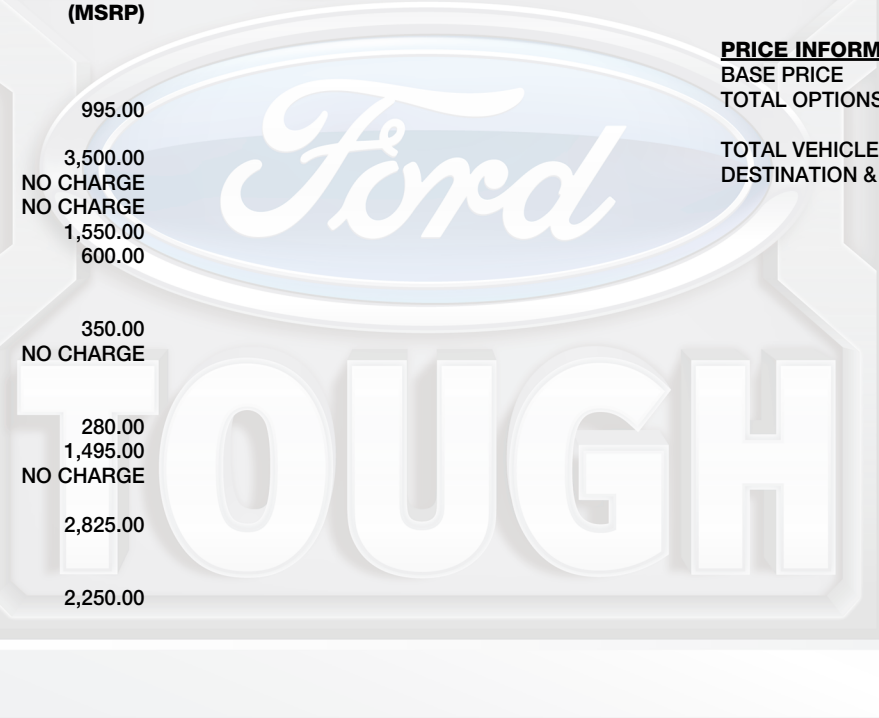 (MSRP)
995.00
3,500.00
NO CHARGE
NO CHARGE
1,550.00
600.00
350.00
NO CHARGE
280.00
1,495.00
NO CHARGE
2,825.00
2,250.00
PRICE INFORM
BASE PRICE
TOTAL OPTIONS
TOTAL VEHICLE
DESTINATION &
Ford
TOUGH